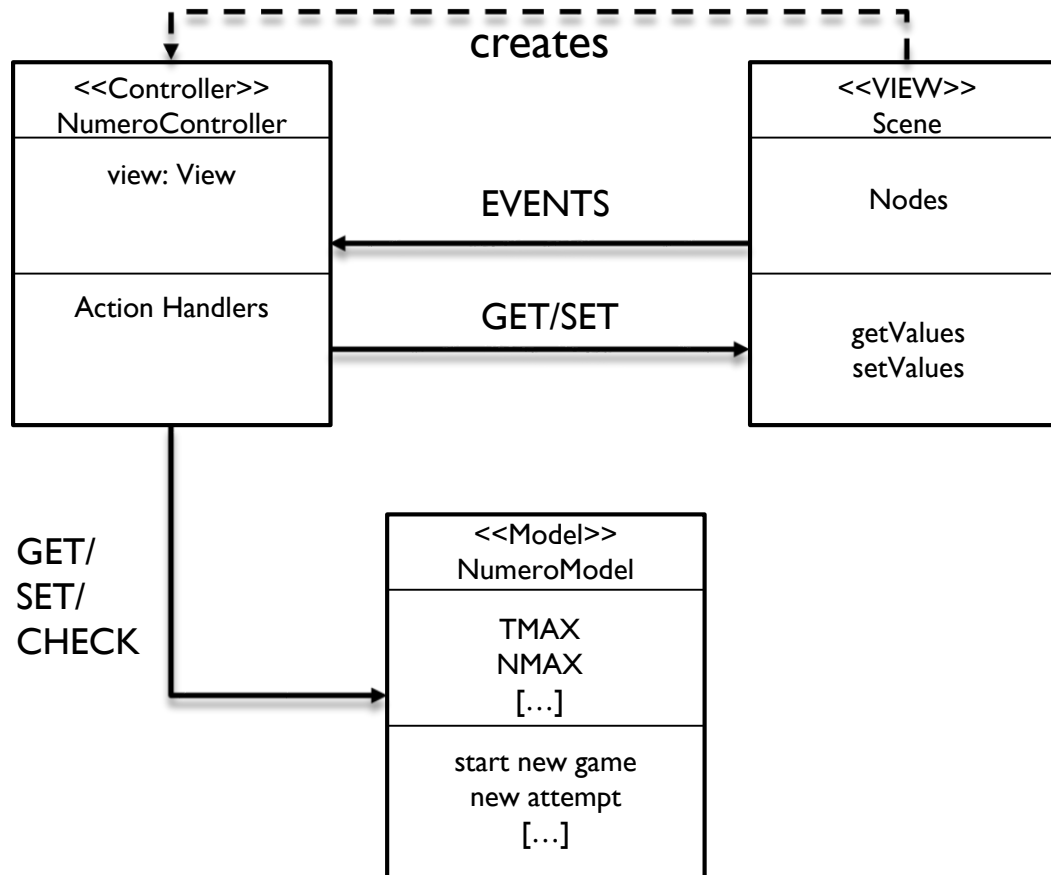 creates
<<Controller>>
NumeroController
view: View
Action Handlers
EVENTS
GET/SET
<<VIEW>>
Scene
Nodes
getValues
setValues
GET/
SET/
CHECK
<<Model>>
NumeroModel
TMAX
NMAX
[…]
start new game
new attempt
[…]